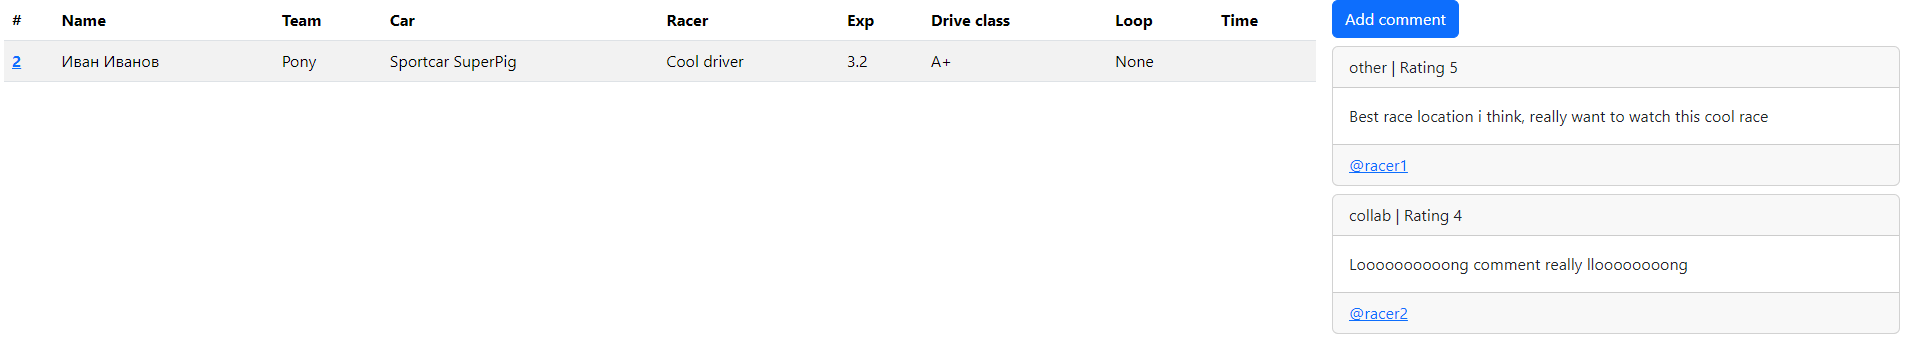 # Name Team Car Racer Exp Drive class Loop Time
2 Иван Иванов Pony Sportcar SuperPig Cool driver 3.2 A+ None
Add comment
other | Rating 5
Best race location i think, really want to watch this cool race
@racer1
collab | Rating 4
Loooooooooong comment really lloooooooong
@racer2